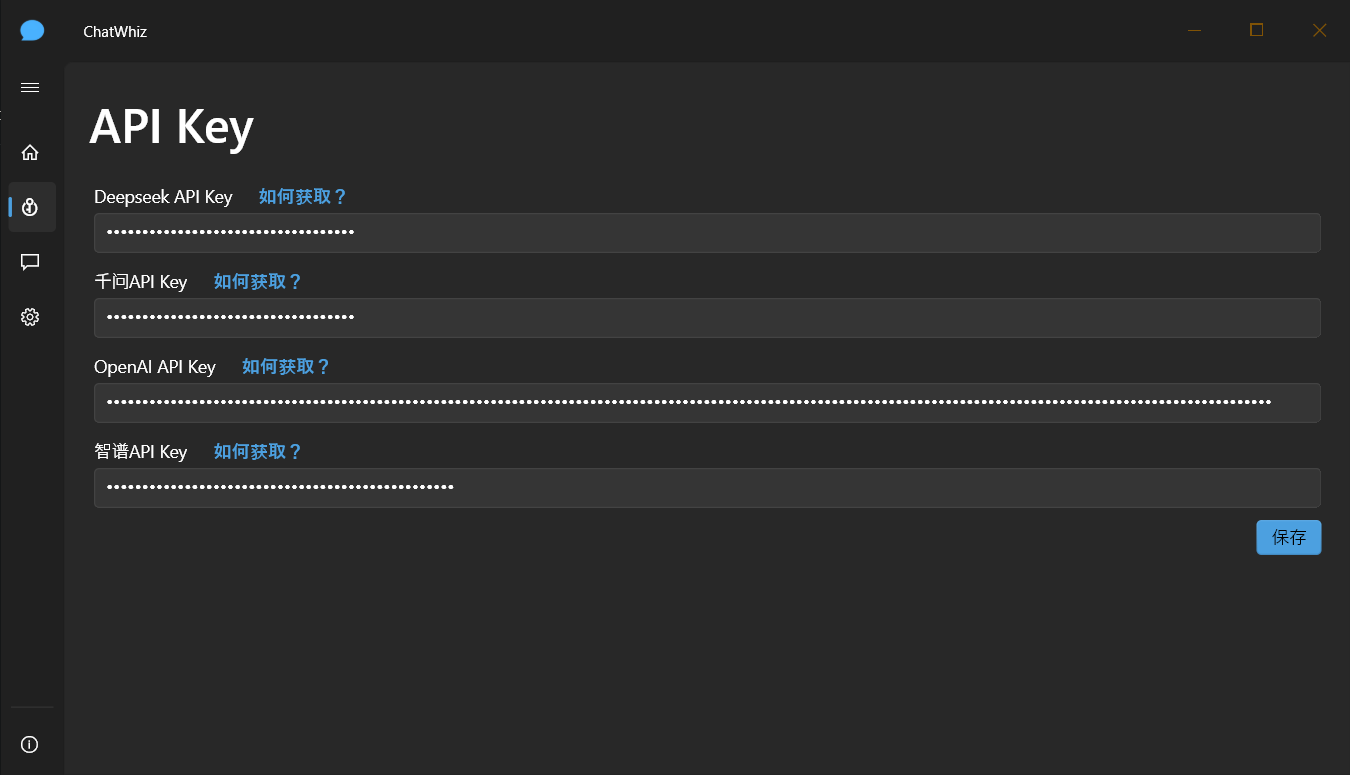 ChatWhiz
API Key
Deepseek API Key 如何获取？
千问API Key 如何获取？
OpenAI API Key 如何获取？
智谱API Key 如何获取？
保存